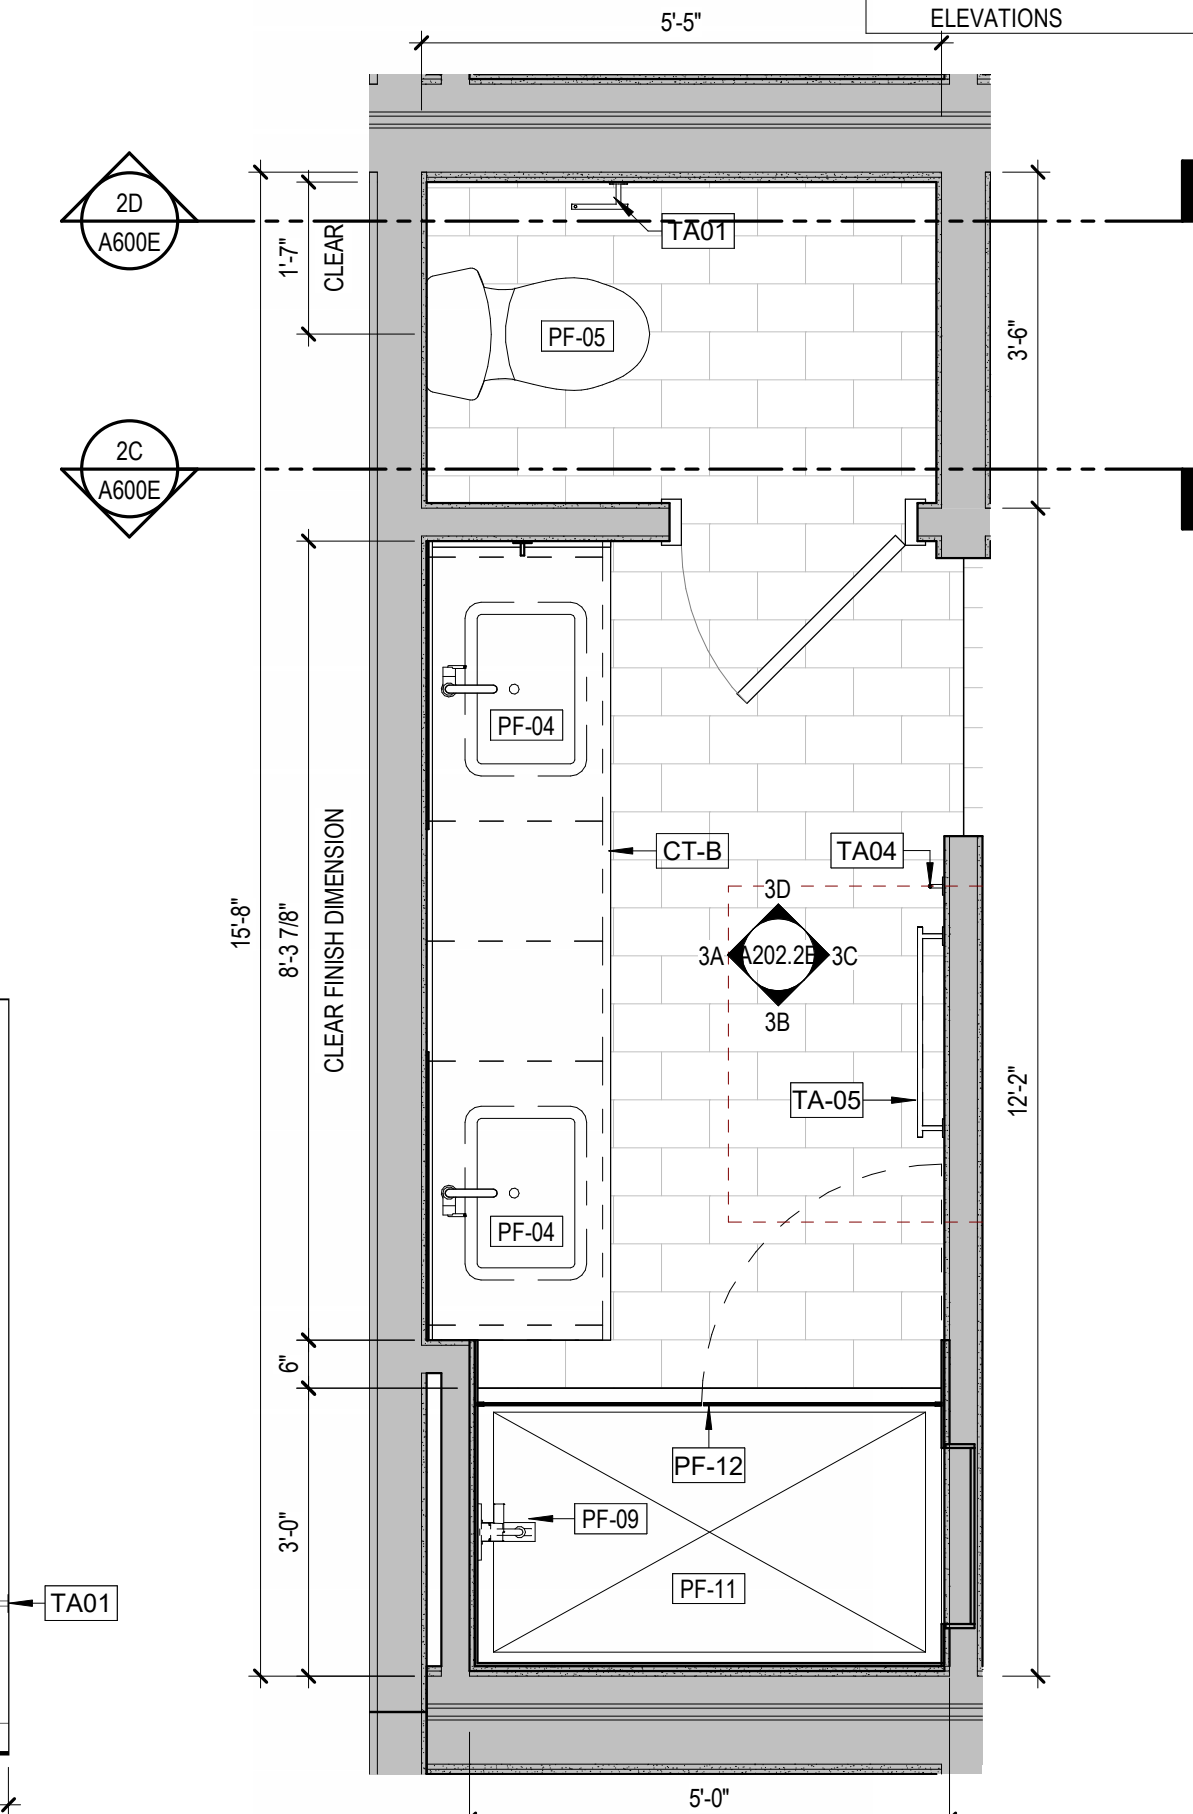 ELEVATIONS
5'-5"
2D
A600E
1'-7"
CLEAR
TA01
PF-05
3'-6"
2C
A600E
PF-04
CT-B
TA04
3D
3A
A202.2E
3C
3B
15'-8"
8'-3 7/8"
CLEAR FINISH DIMENSION
TA-05
12'-2"
PF-04
6"
PF-12
3'-0"
PF-09
PF-11
TA01
5'-0"